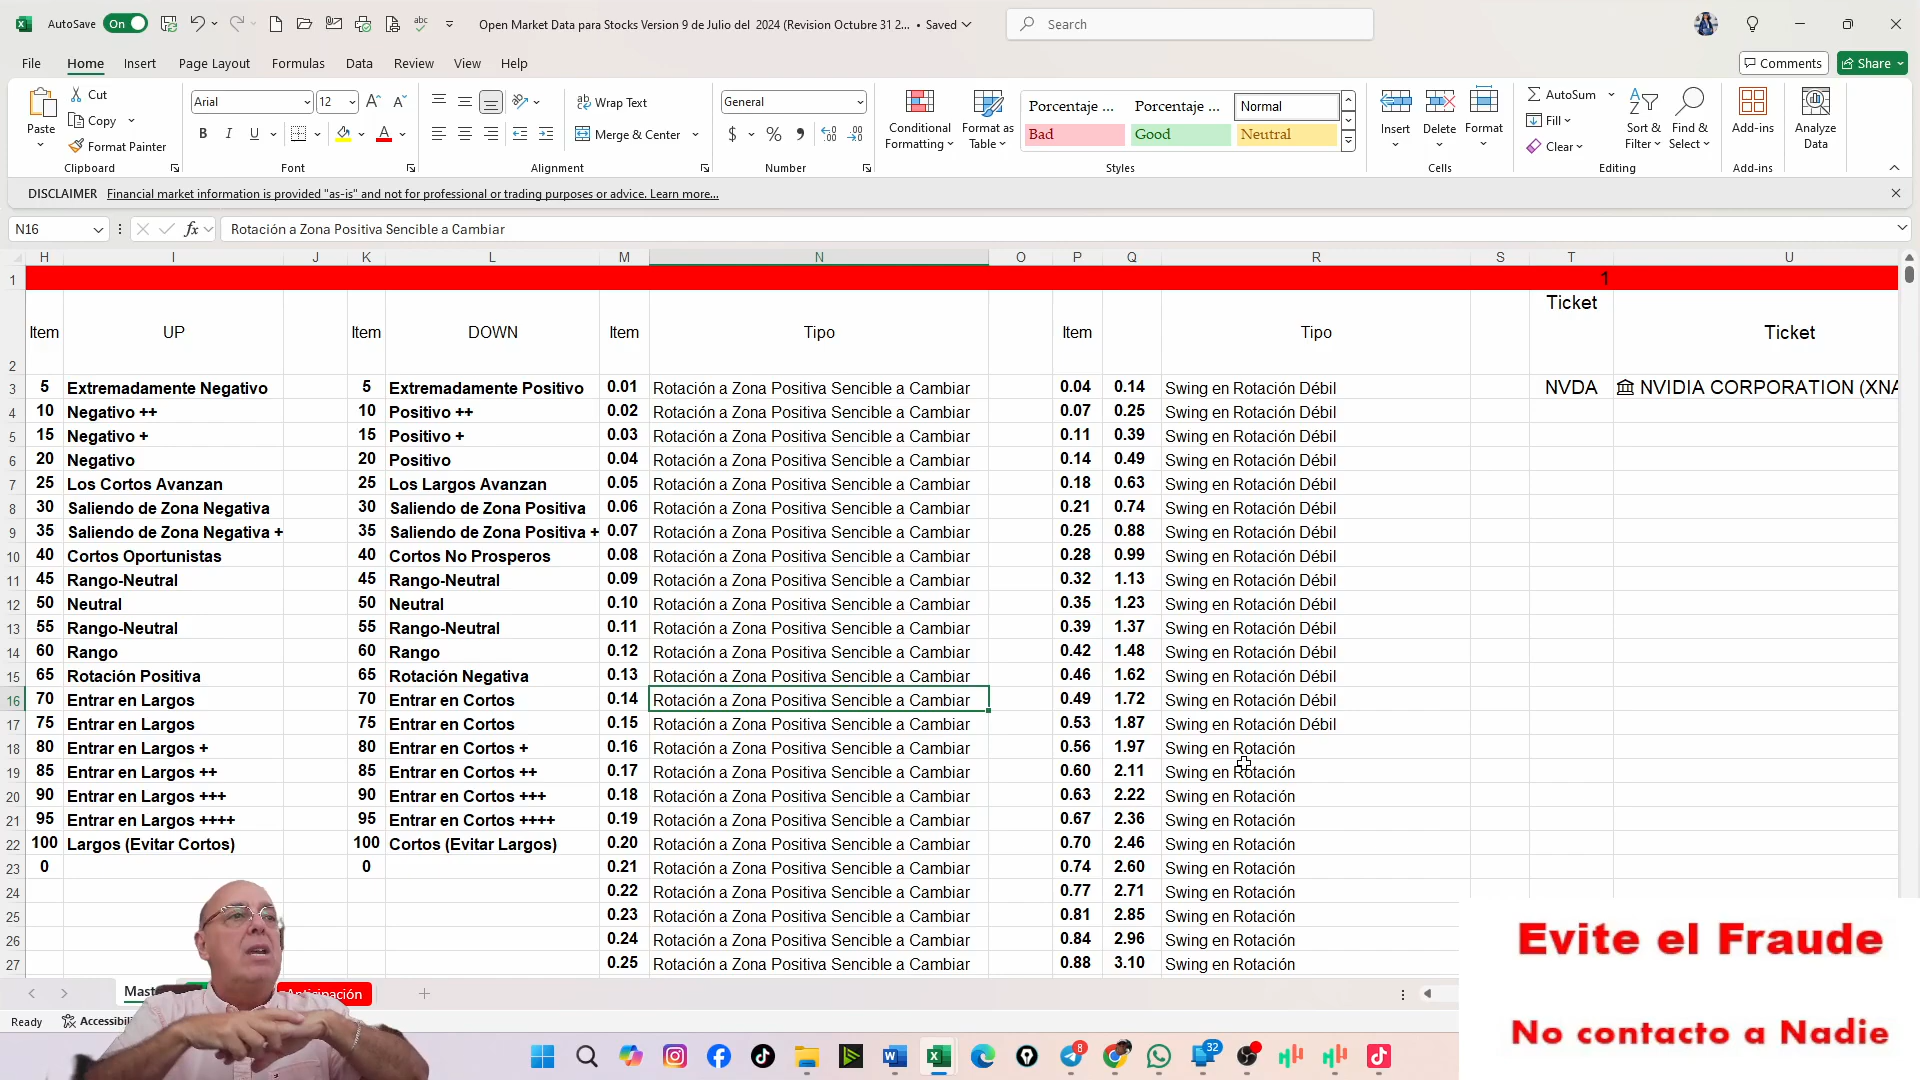 AutoSave On Open Market Data para Stocks Version 9 de Julio del 2024 (Revision Octubre 31 2... • Saved Search
File Home Insert Page Layout Formulas Data Review View Help Comments Share
Paste Cut Copy Format Painter Clipboard
Arial 12 B I U A Font
Wrap Text Merge & Center Alignment
General $ % Number
Conditional Formatting Format as Table
Porcentaje ... Porcentaje ... Normal
Bad Good Neutral
Styles
Insert Delete Format Cells
AutoSum Fill Clear Sort & Filter Find & Select Editing
Add-ins Add-ins
Analyze Data
DISCLAIMER Financial market information is provided "as-is" and not for professional or trading purposes or advice. Learn more...
N16 fx Rotación a Zona Positiva Sencible a Cambiar
H I J K L M N O P Q R S T U
1 1
2 Item UP Item DOWN Item Tipo Item Tipo Ticket Ticket
3 5 Extremadamente Negativo 5 Extremadamente Positivo 0.01 Rotación a Zona Positiva Sencible a Cambiar 0.04 0.14 Swing en Rotación Débil NVDA NVIDIA CORPORATION (XNA
4 10 Negativo ++ 10 Positivo ++ 0.02 Rotación a Zona Positiva Sencible a Cambiar 0.07 0.25 Swing en Rotación Débil
5 15 Negativo + 15 Positivo + 0.03 Rotación a Zona Positiva Sencible a Cambiar 0.11 0.39 Swing en Rotación Débil
6 20 Negativo 20 Positivo 0.04 Rotación a Zona Positiva Sencible a Cambiar 0.14 0.49 Swing en Rotación Débil
7 25 Los Cortos Avanzan 25 Los Largos Avanzan 0.05 Rotación a Zona Positiva Sencible a Cambiar 0.18 0.63 Swing en Rotación Débil
8 30 Saliendo de Zona Negativa 30 Saliendo de Zona Positiva 0.06 Rotación a Zona Positiva Sencible a Cambiar 0.21 0.74 Swing en Rotación Débil
9 35 Saliendo de Zona Negativa + 35 Saliendo de Zona Positiva + 0.07 Rotación a Zona Positiva Sencible a Cambiar 0.25 0.88 Swing en Rotación Débil
10 40 Cortos Oportunistas 40 Cortos No Prosperos 0.08 Rotación a Zona Positiva Sencible a Cambiar 0.28 0.99 Swing en Rotación Débil
11 45 Rango-Neutral 45 Rango-Neutral 0.09 Rotación a Zona Positiva Sencible a Cambiar 0.32 1.13 Swing en Rotación Débil
12 50 Neutral 50 Neutral 0.10 Rotación a Zona Positiva Sencible a Cambiar 0.35 1.23 Swing en Rotación Débil
13 55 Rango-Neutral 55 Rango-Neutral 0.11 Rotación a Zona Positiva Sencible a Cambiar 0.39 1.37 Swing en Rotación Débil
14 60 Rango 60 Rango 0.12 Rotación a Zona Positiva Sencible a Cambiar 0.42 1.48 Swing en Rotación Débil
15 65 Rotación Positiva 65 Rotación Negativa 0.13 Rotación a Zona Positiva Sencible a Cambiar 0.46 1.62 Swing en Rotación Débil
16 70 Entrar en Largos 70 Entrar en Cortos 0.14 Rotación a Zona Positiva Sencible a Cambiar 0.49 1.72 Swing en Rotación Débil
17 75 Entrar en Largos 75 Entrar en Cortos 0.15 Rotación a Zona Positiva Sencible a Cambiar 0.53 1.87 Swing en Rotación Débil
18 80 Entrar en Largos + 80 Entrar en Cortos + 0.16 Rotación a Zona Positiva Sencible a Cambiar 0.56 1.97 Swing en Rotación
19 85 Entrar en Largos ++ 85 Entrar en Cortos ++ 0.17 Rotación a Zona Positiva Sencible a Cambiar 0.60 2.11 Swing en Rotación
20 90 Entrar en Largos +++ 90 Entrar en Cortos +++ 0.18 Rotación a Zona Positiva Sencible a Cambiar 0.63 2.22 Swing en Rotación
21 95 Entrar en Largos ++++ 95 Entrar en Cortos ++++ 0.19 Rotación a Zona Positiva Sencible a Cambiar 0.67 2.36 Swing en Rotación
22 100 Largos (Evitar Cortos) 100 Cortos (Evitar Largos) 0.20 Rotación a Zona Positiva Sencible a Cambiar 0.70 2.46 Swing en Rotación
23 0 0 0.21 Rotación a Zona Positiva Sencible a Cambiar 0.74 2.60 Swing en Rotación
24 0.22 Rotación a Zona Positiva Sencible a Cambiar 0.77 2.71 Swing en Rotación
25 0.23 Rotación a Zona Positiva Sencible a Cambiar 0.81 2.85 Swing en Rotación
26 0.24 Rotación a Zona Positiva Sencible a Cambiar 0.84 2.96 Swing en Rotación
27 0.25 Rotación a Zona Positiva Sencible a Cambiar 0.88 3.10 Swing en Rotación
Evite el Fraude
No contacto a Nadie
Mast
Ready Accessibili
8 32